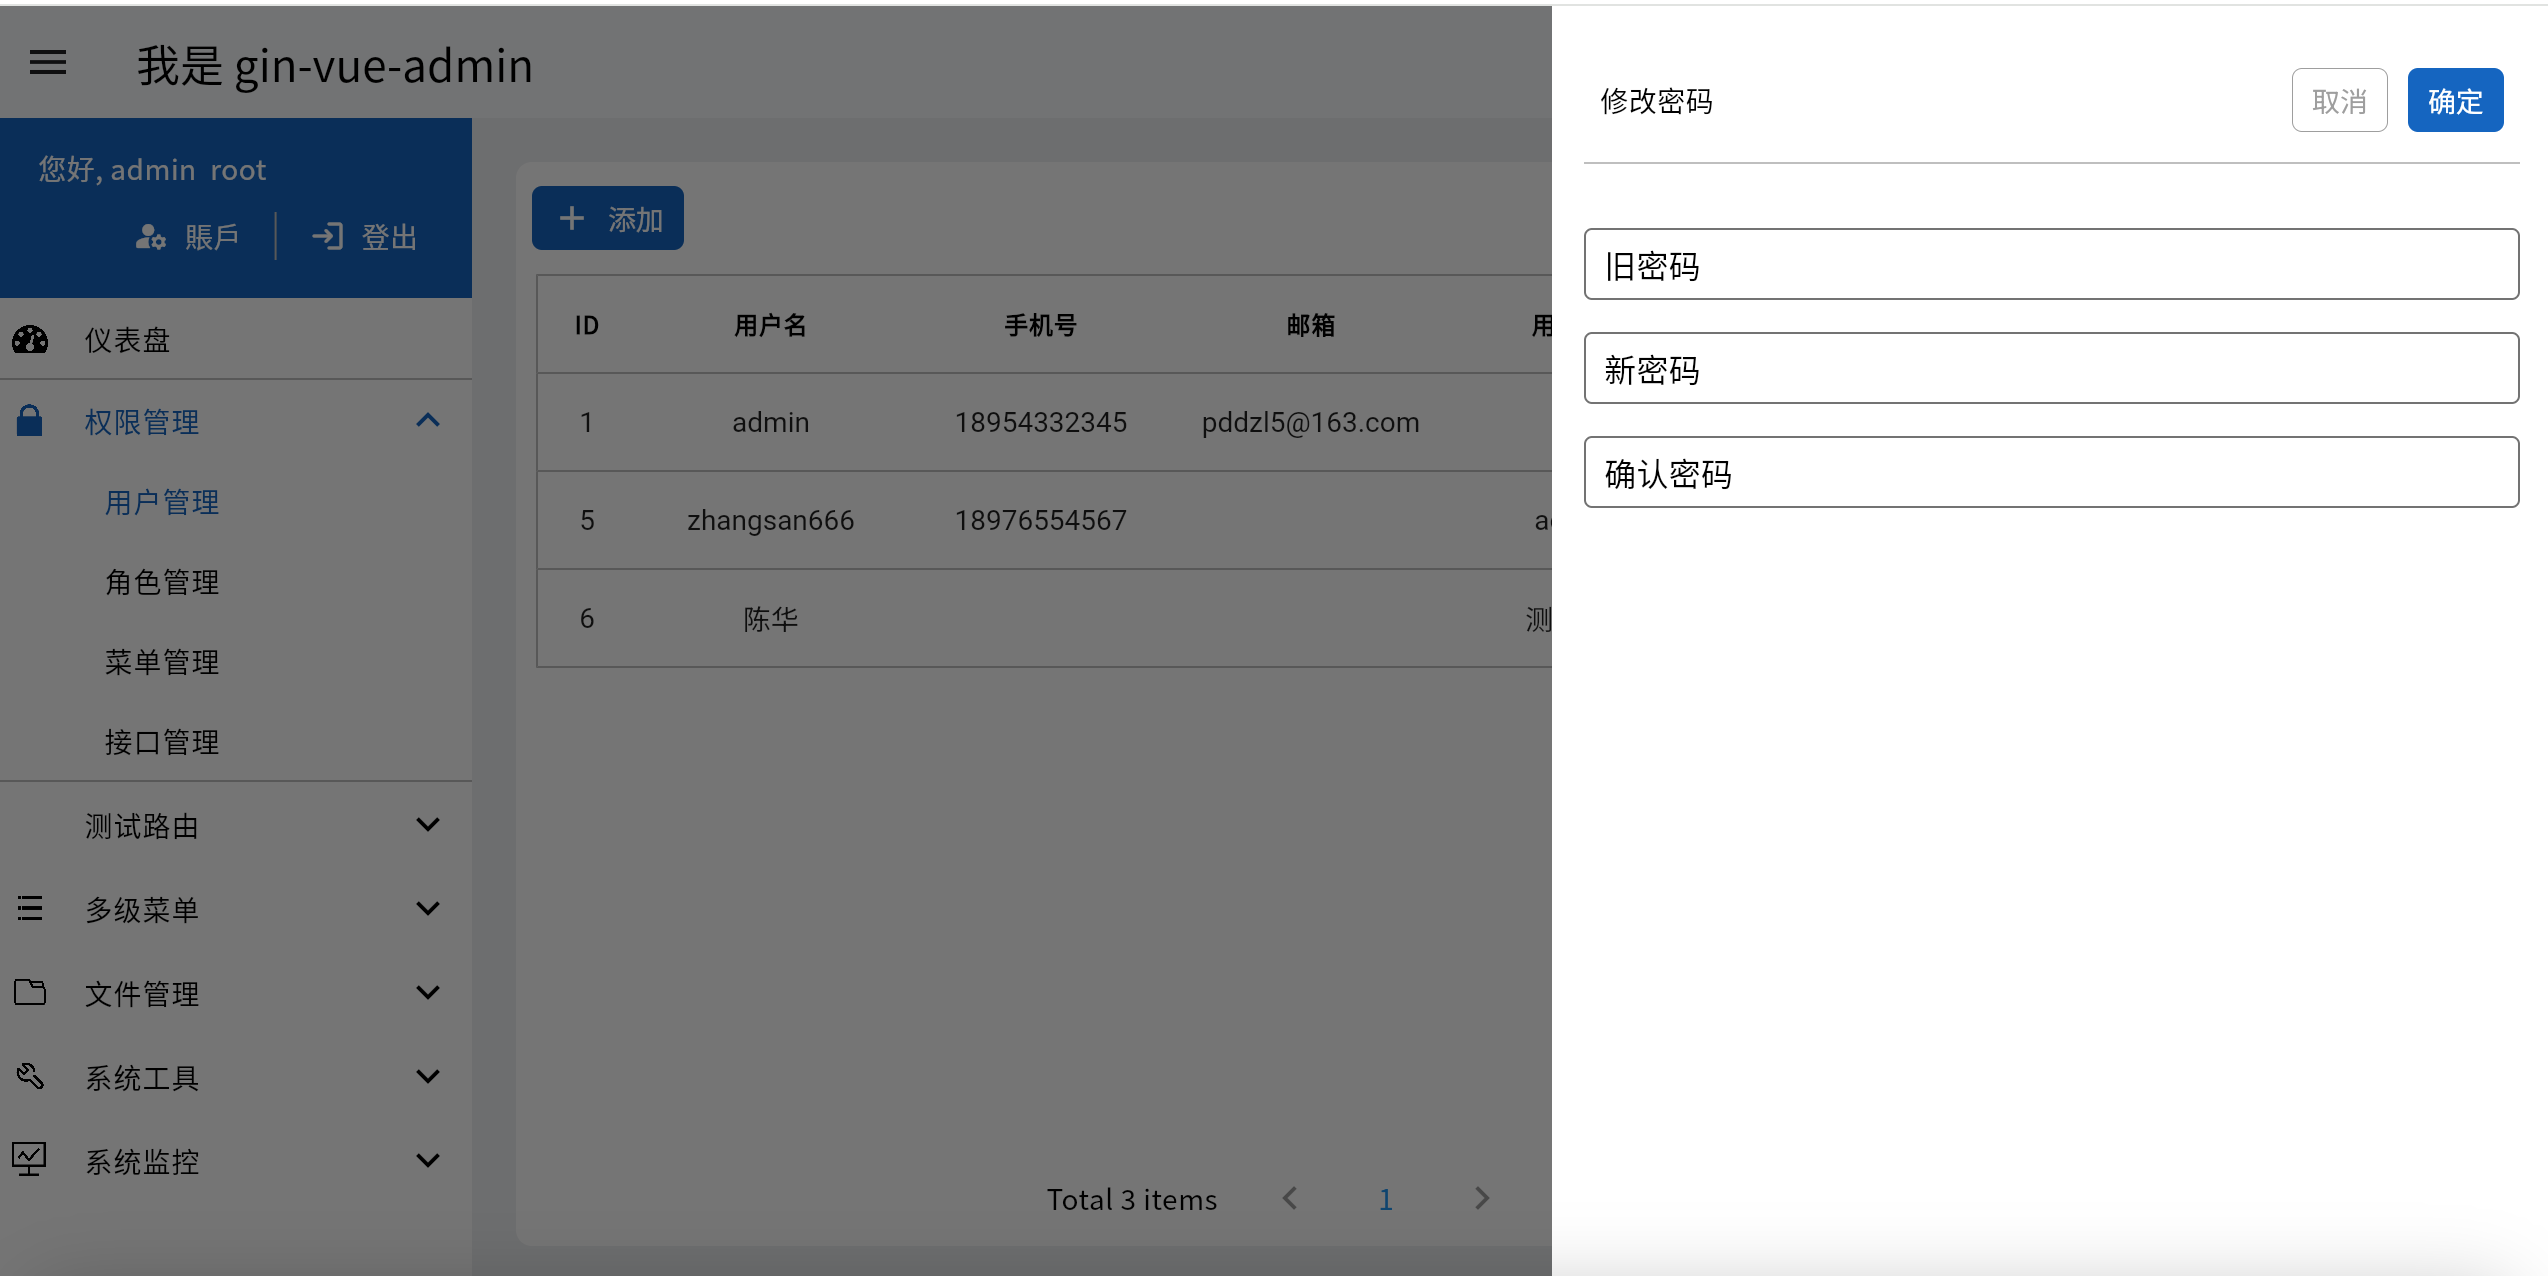 我是 gin-vue-admin
您好, admin root
賬戶
登出
仪表盘
权限管理
用户管理
角色管理
菜单管理
接口管理
测试路由
多级菜单
文件管理
系统工具
系统监控
添加
ID 用户名 手机号 邮箱 用
1 admin 18954332345 pddzl5@163.com
5 zhangsan666 18976554567
6 陈华 测
Total 3 items 1
修改密码
取消
确定
旧密码
新密码
确认密码